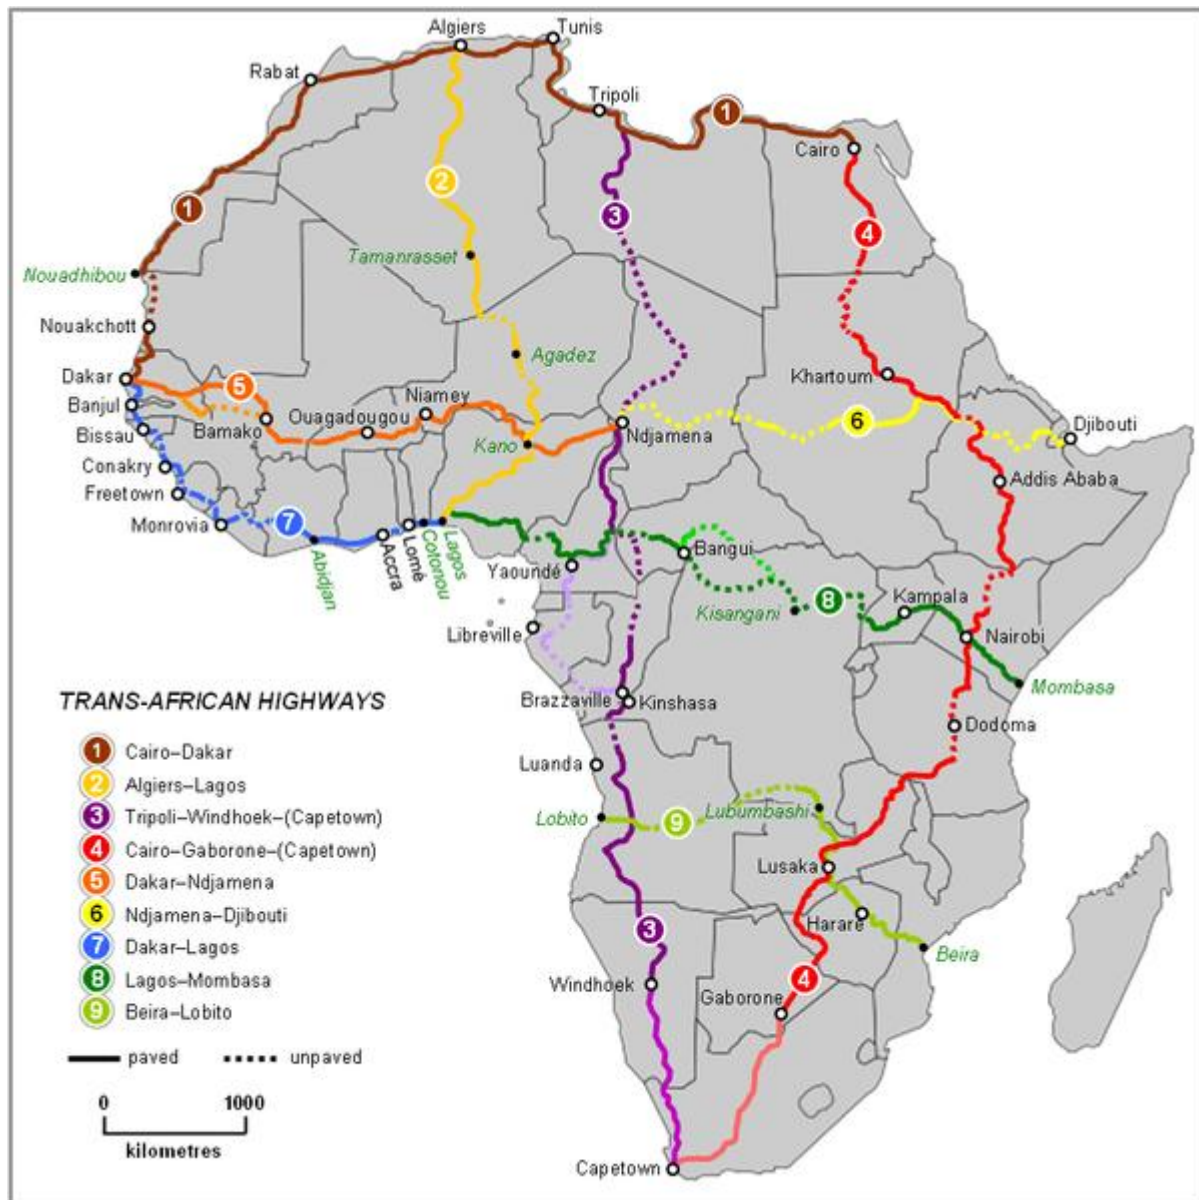 Algiers
Tunis
Rabat
Tripoli
1
Cairo
2
1
3
4
Tamanrasset
Nouadhibou
Nouakchott
Agadez
Dakar
5
Khartoum
Banjul
Niamey
Ouagadougou
6
Djibouti
Bissau
Bamako
Kano
Ndjamena
Conakry
Addis Ababa
Freetown
Monrovia
7
Abidjan
Accra
Lomé
Cotonou
Lagos
Yaoundé
Bangui
Kisangani
8
Kampala
Libreville
Nairobi
Brazzaville
Kinshasa
Mombasa
Dodoma
Luanda
Lobito
9
Lubumbashi
Lusaka
Harare
3
Beira
Windhoek
4
Gaborone
Capetown
TRANS-AFRICAN HIGHWAYS
1 Cairo–Dakar
2 Algiers–Lagos
3 Tripoli–Windhoek–(Capetown)
4 Cairo–Gaborone–(Capetown)
5 Dakar–Ndjamena
6 Ndjamena–Djibouti
7 Dakar–Lagos
8 Lagos–Mombasa
9 Beira–Lobito
paved unpaved
0 1000
kilometres